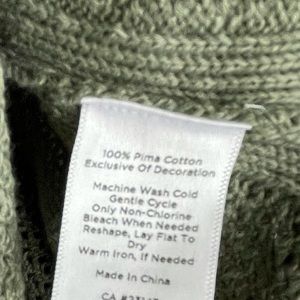 100% Pima Cotton
Exclusive Of Decoration
Machine Wash Cold
Gentle Cycle
Only Non-Chlorine
Bleach When Needed
Reshape, Lay Flat To
Dry
Warm Iron, If Needed
Made In China
CA